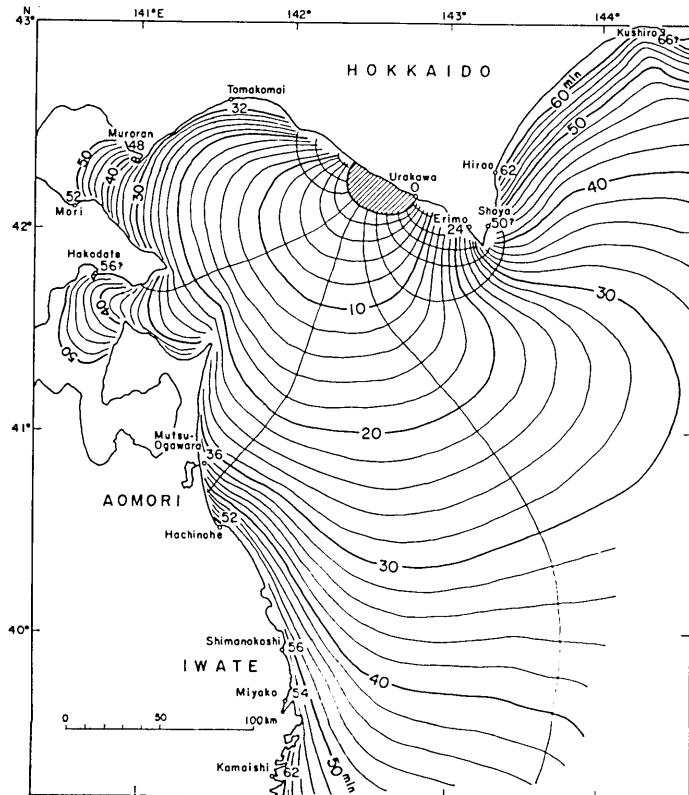 N
141°E
142°
143°
144°
43°
42°
41°
40°
HOKKAIDO
Kushiro
66?
60 min
50
Tomakomai
32
Muroran
48
50
40
30
52
Mori
Urakawa
0
Hiroo
62
Erimo
24
Shoya
50?
40
Hakodate
56?
40
50
30
10
20
Mutsu-
Ogawara
36
AOMORI
52
Hachinohe
30
Shimanokoshi
56
IWATE
Miyako
54
40
0
50
100km
50 min
Kamaishi
62